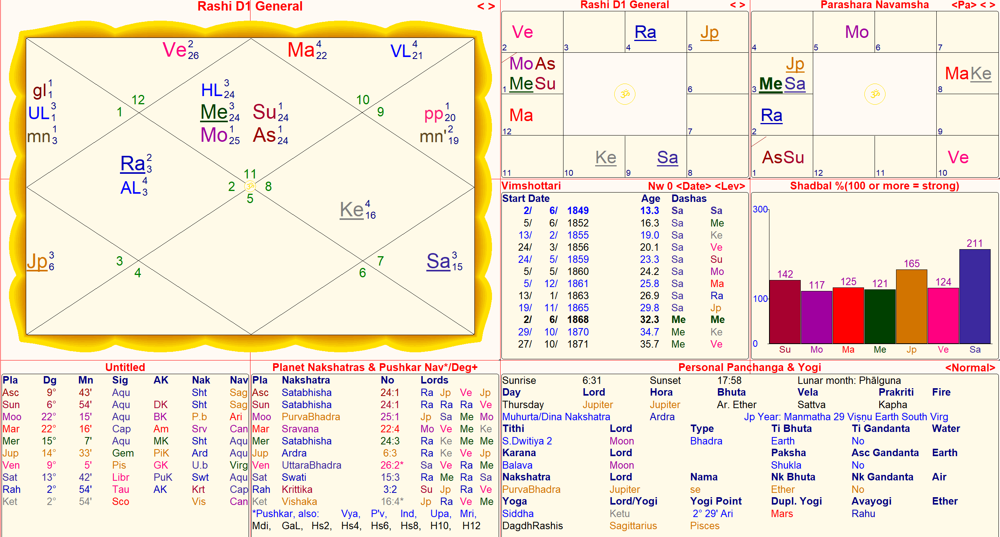 Rashi D1 General < >
Ve 2 26 Ma 4 22 VL 4 21
gl 1 1 HL 3 24
UL 3 1 12 Me 3 24 Su 1 24 10 pp 1 20
1 9
mn 1 3 Mo 1 25 As 1 24 mn' 2 19
Ra 2 3
AL 4 3 11
2 ॐ 8
5
Ke 4 16
Jp 3 6 3 7 Sa 3 15
4 6
Rashi D1 General < >
Ve Ra Jp
2 3 4 5
Mo As
Me Su
1 ॐ 6
Ma
12 7
Ke Sa
11 10 9 8
Parashara Navamsha <Pa> < >
Mo
4 5 6 7
Jp Ma Ke
Me Sa
3 ॐ 8
Ra
2 9
As Su Ve
1 12 11 10
Vimshottari Nw 0 <Date> <Lev>
Start Date Age Dashas
2/ 6/ 1849 13.3 Sa Sa
5/ 6/ 1852 16.3 Sa Me
13/ 2/ 1855 19.0 Sa Ke
24/ 3/ 1856 20.1 Sa Ve
24/ 5/ 1859 23.3 Sa Su
5/ 5/ 1860 24.2 Sa Mo
5/ 12/ 1861 25.8 Sa Ma
13/ 1/ 1863 26.9 Sa Ra
19/ 11/ 1865 29.8 Sa Jp
2/ 6/ 1868 32.3 Me Me
29/ 10/ 1870 34.7 Me Ke
27/ 10/ 1871 35.7 Me Ve
Shadbal %(100 or more = strong)
300
211
165
142 117 125 121 124
100
0
Su Mo Ma Me Jp Ve Sa
Untitled
Pla Dg Mn Sig AK Nak Nav
Asc 9° 43' Aqu Sht Sag
Sun 6° 54' Aqu DK Sht Sag
Moo 22° 15' Aqu BK P.b Ari
Mar 22° 16' Cap Am Srv Can
Mer 15° 7' Aqu MK Sht Aqu
Jup 14° 33' Gem PiK Ard Aqu
Ven 9° 5' Pis GK U.b Virg
Sat 13° 42' Libr PuK Swt Aqu
Rah 2° 54' Tau AK Krt Cap
Ket 2° 54' Sco Vis Can
Planet Nakshatras & Pushkar Nav*/Deg+
Pla Nakshatra No Lords
Asc Satabhisha 24:1 Ra Jp Ve Jp
Sun Satabhisha 24:1 Ra Ra Ra Ve
Moo PurvaBhadra 25:1 Jp Sa Me Mo
Mar Sravana 22:4 Mo Ve Me Ke
Mer Satabhisha 24:3 Ra Ke Me Me
Jup Ardra 6:3 Ra Ke Ve Jp
Ven UttaraBhadra 26:2* Sa Ve Ra Me
Sat Swati 15:3 Ra Me Ra Sa
Rah Krittika 3:2 Su Jp Ra Ve
Ket Vishaka 16:4* Jp Ra Ve Me
*Pushkar, also: Vya, P'v, Ind, Upa, Mri,
Mdi, GaL, Hs2, Hs4, Hs6, Hs8, H10, H12
Personal Panchanga & Yogi <Normal>
Sunrise 6:31 Sunset 17:58 Lunar month: Phālguna
Day Lord Hora Bhuta Vela Prakriti Fire
Thursday Jupiter Jupiter Ar. Ether Sattva Kapha
Muhurta/Dina Nakshatra Ardra Jp Year: Manmatha 29 Viṣṇu Earth South Virg
Tithi Lord Type Ti Bhuta Ti Gandanta Water
S.Dwitiya 2 Moon Bhadra Earth No
Karana Lord Paksha Asc Gandanta Earth
Balava Moon Shukla No
Nakshatra Lord Nama Nk Bhuta Nk Gandanta Air
PurvaBhadra Jupiter se Ether No
Yoga Lord/Yogi Yogi Point Dupl. Yogi Avayogi Ether
Siddha Ketu 2° 29' Ari Mars Rahu
DagdhRashis Sagittarius Pisces